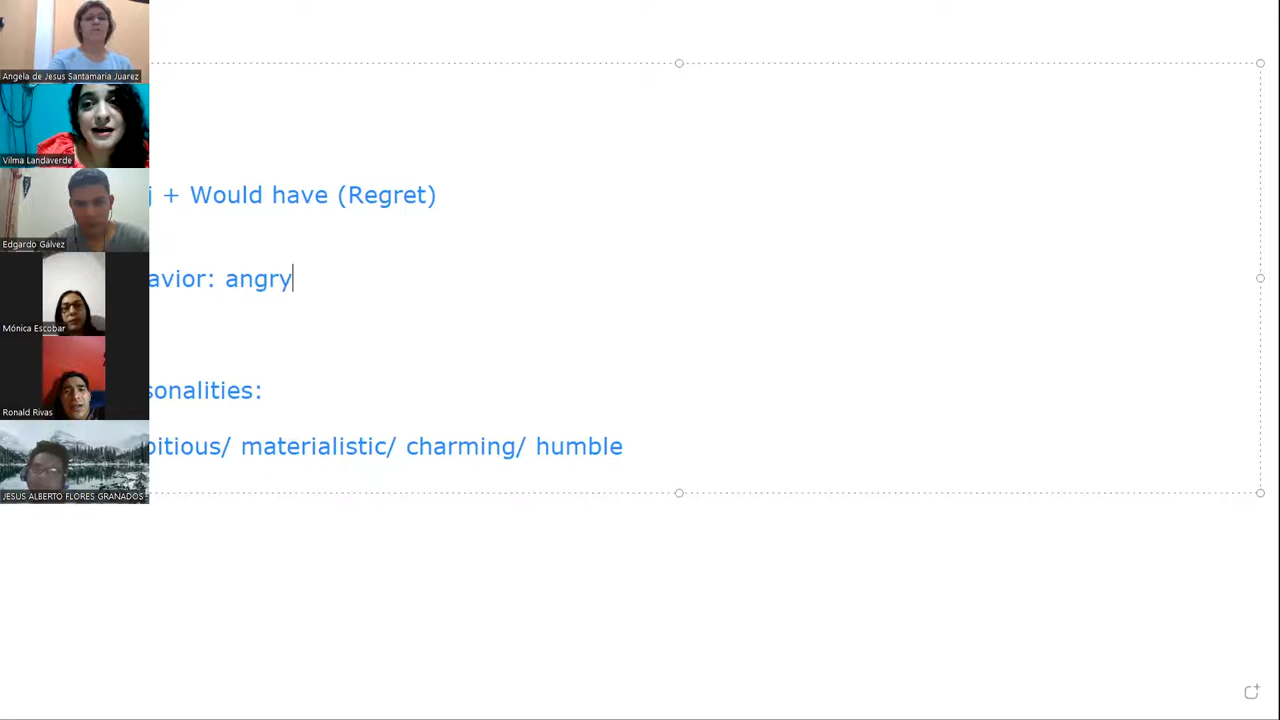 Angela de Jesus Santamaria Juarez
Vilma Landaverde
Edgardo Gálvez
Mónica Escobar
Ronald Rivas
JESUS ALBERTO FLORES GRANADOS
j + Would have (Regret)
avior: angry
sonalities:
bitious/ materialistic/ charming/ humble